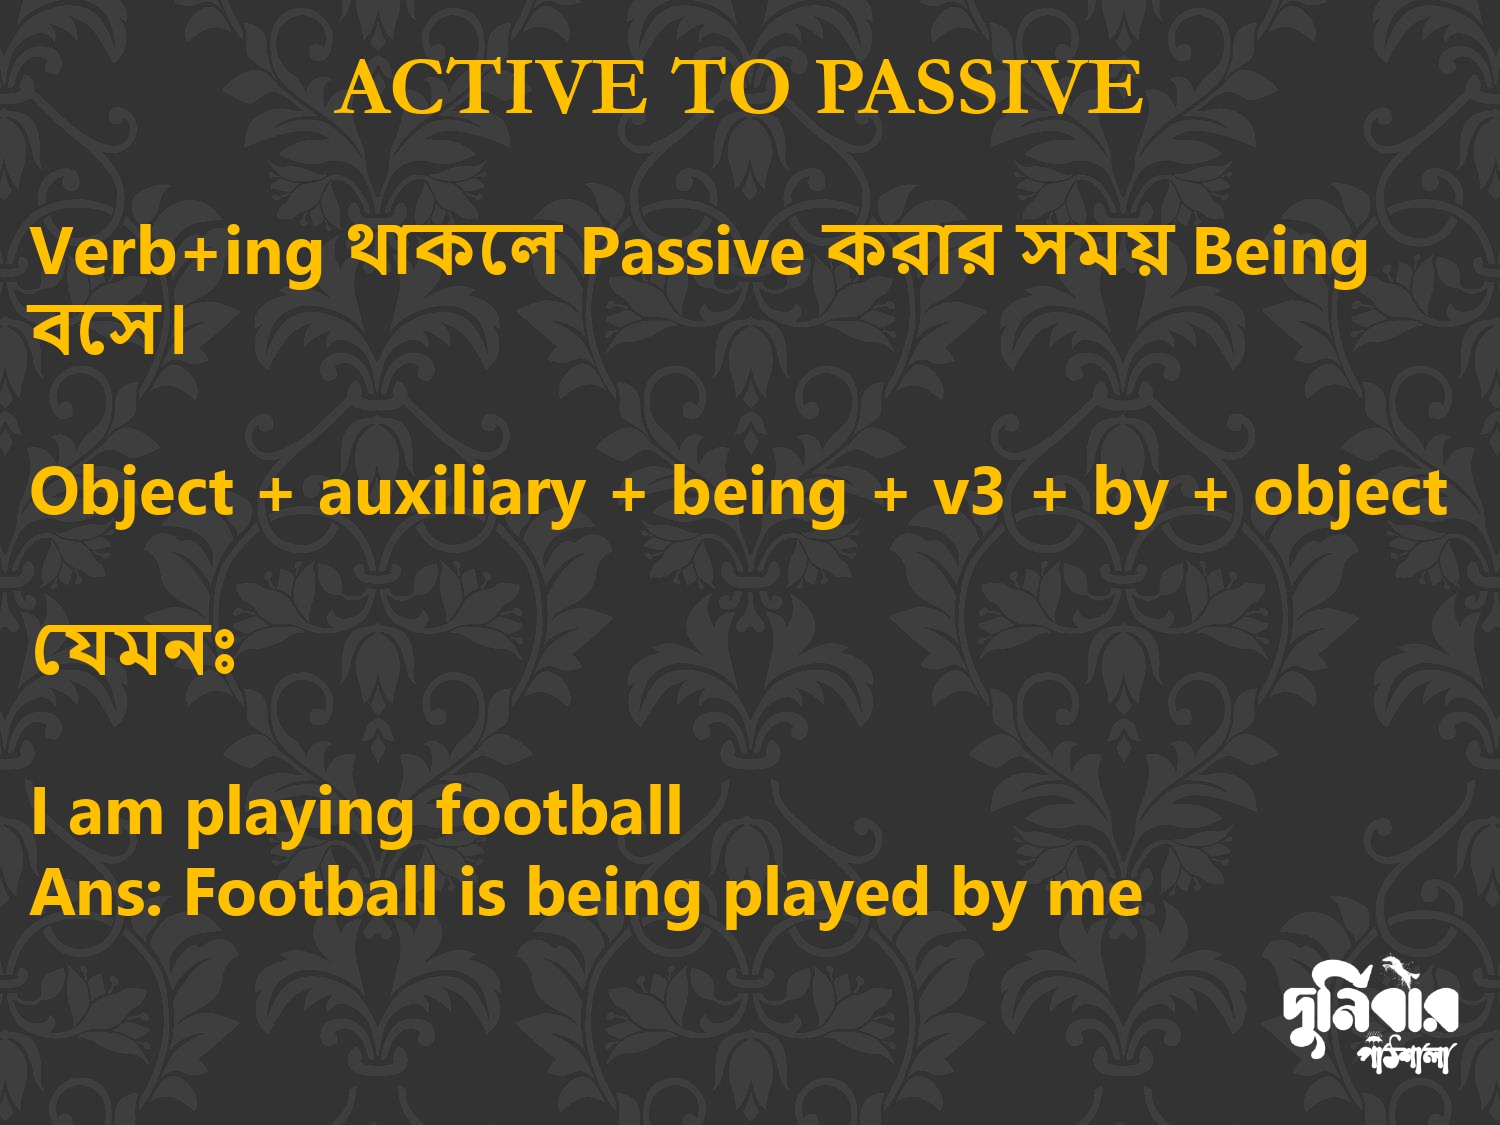 ACTIVE TO PASSIVE
Verb+ing থাকলে Passive করার সময় Being
বসে।
Object + auxiliary + being + v3 + by + object
যেমনঃ
I am playing football
Ans: Football is being played by me
দুর্নিবার
পাঠশালা